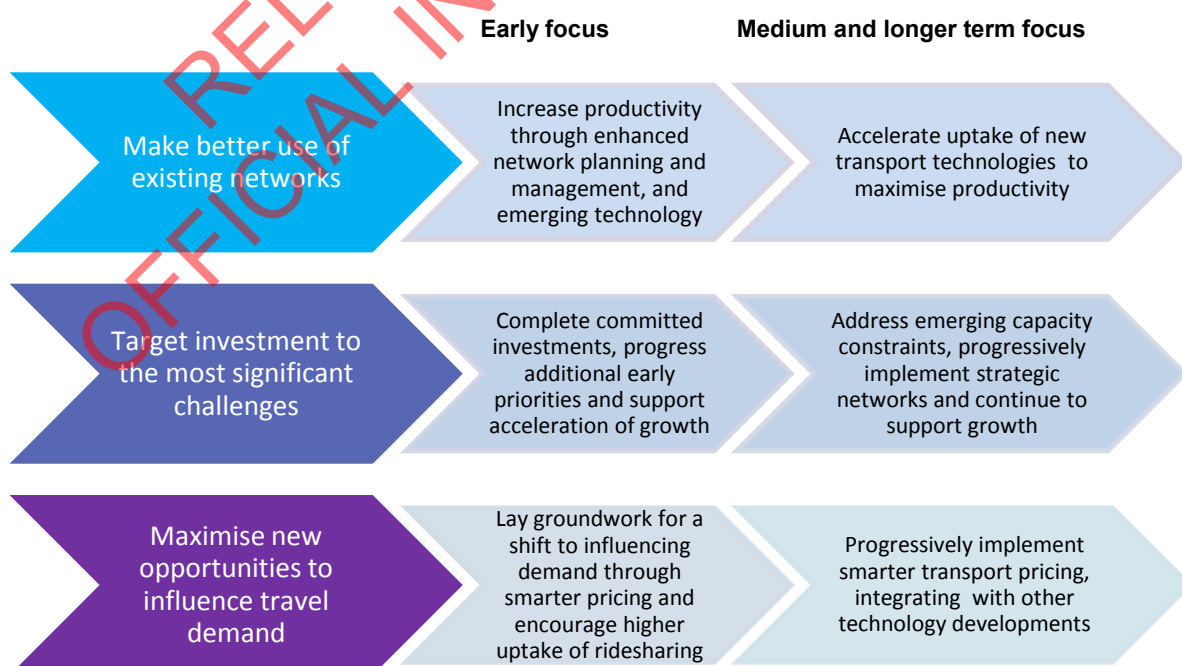 Early focus
Medium and longer term focus
Make better use of
existing networks
Increase productivity
through enhanced
network planning and
management, and
emerging technology
Accelerate uptake of new
transport technologies to
maximise productivity
Target investment to
the most significant
challenges
Complete committed
investments, progress
additional early
priorities and support
acceleration of growth
Address emerging capacity
constraints, progressively
implement strategic
networks and continue to
support growth
Maximise new
opportunities to
influence travel
demand
Lay groundwork for a
shift to influencing
demand through
smarter pricing and
encourage higher
uptake of ridesharing
Progressively implement
smarter transport pricing,
integrating with other
technology developments
OFFICIAL